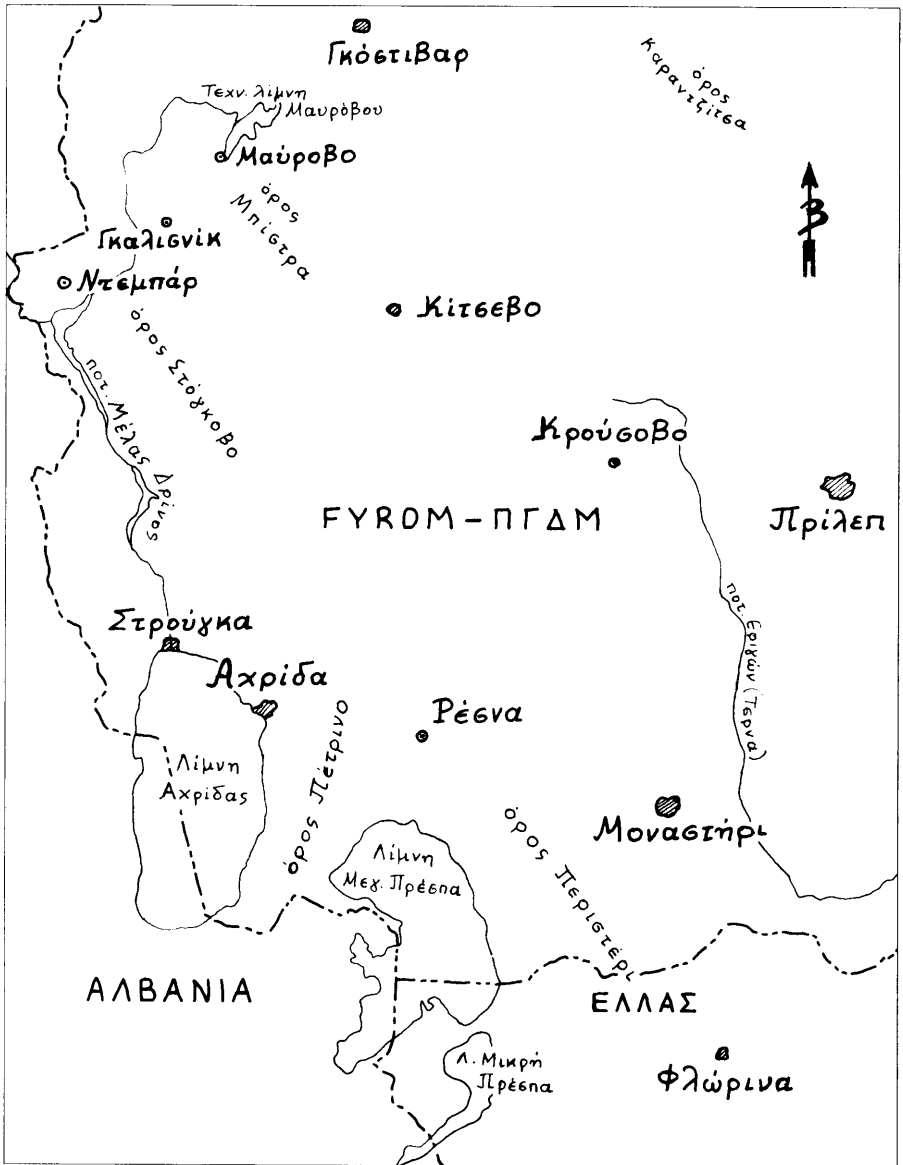 Γκόστιβαρ
όρος
Καραντζίτσα
Τεχν. λίμνη
Μαυρόβου
Μαύροβο
όρος
Μπίστρα
β
Γκαλισνίκ
Ντεμπάρ
Κίτσεβο
όρος Στόγκοβο
ποτ. Μέλας Δρίνος
Κρούσοβο
Πρίλεπ
FYROM-ΠΓΔΜ
ποτ. Εριγών (Τσερνα)
Στρούγκα
Αχρίδα
Ρέσνα
Λίμνη
Αχρίδας
όρος Πέτρινο
Μοναστήρι
όρος Περιστέρι
Λίμνη
Μεγ. Πρέσπα
ΑΛΒΑΝΙΑ
ΕΛΛΑΣ
Λ. Μικρή
Πρέσπα
Φλώρινα